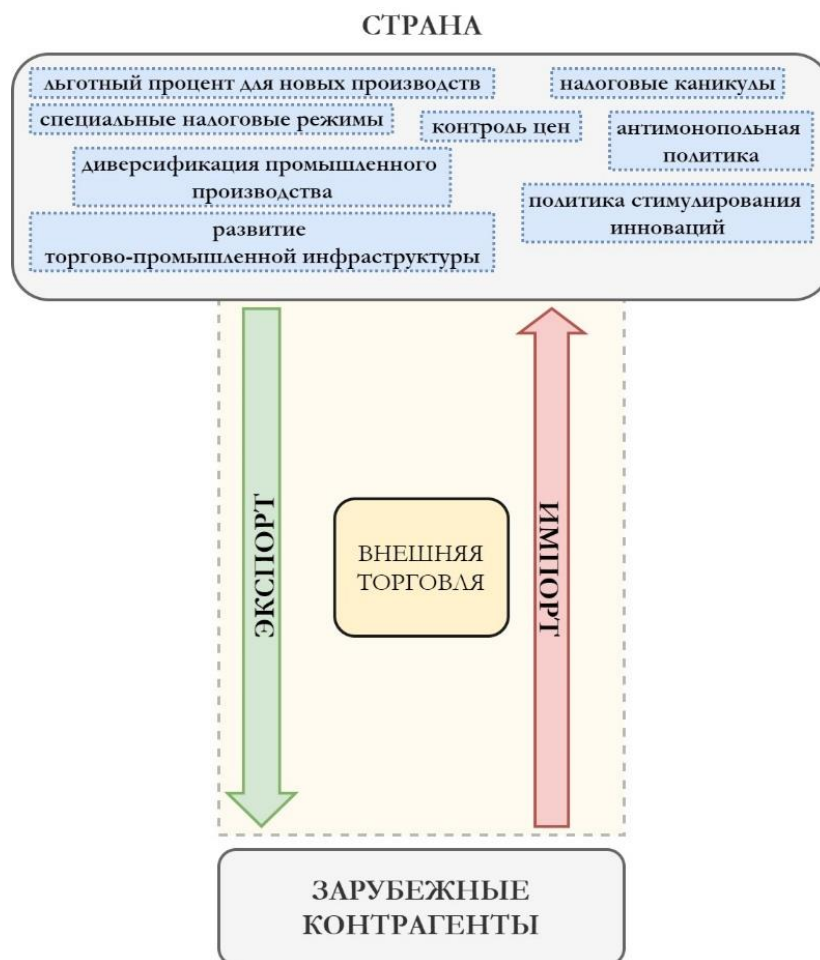 СТРАНА
льготный процент для новых производств
налоговые каникулы
специальные налоговые режимы
контроль цен
антимонопольная
политика
диверсификация промышленного
производства
политика стимулирования
инноваций
развитие
торгово-промышленной инфраструктуры
ЭКСПОРТ
ВНЕШНЯЯ
ТОРГОВЛЯ
ИМПОРТ
ЗАРУБЕЖНЫЕ
КОНТРАГЕНТЫ